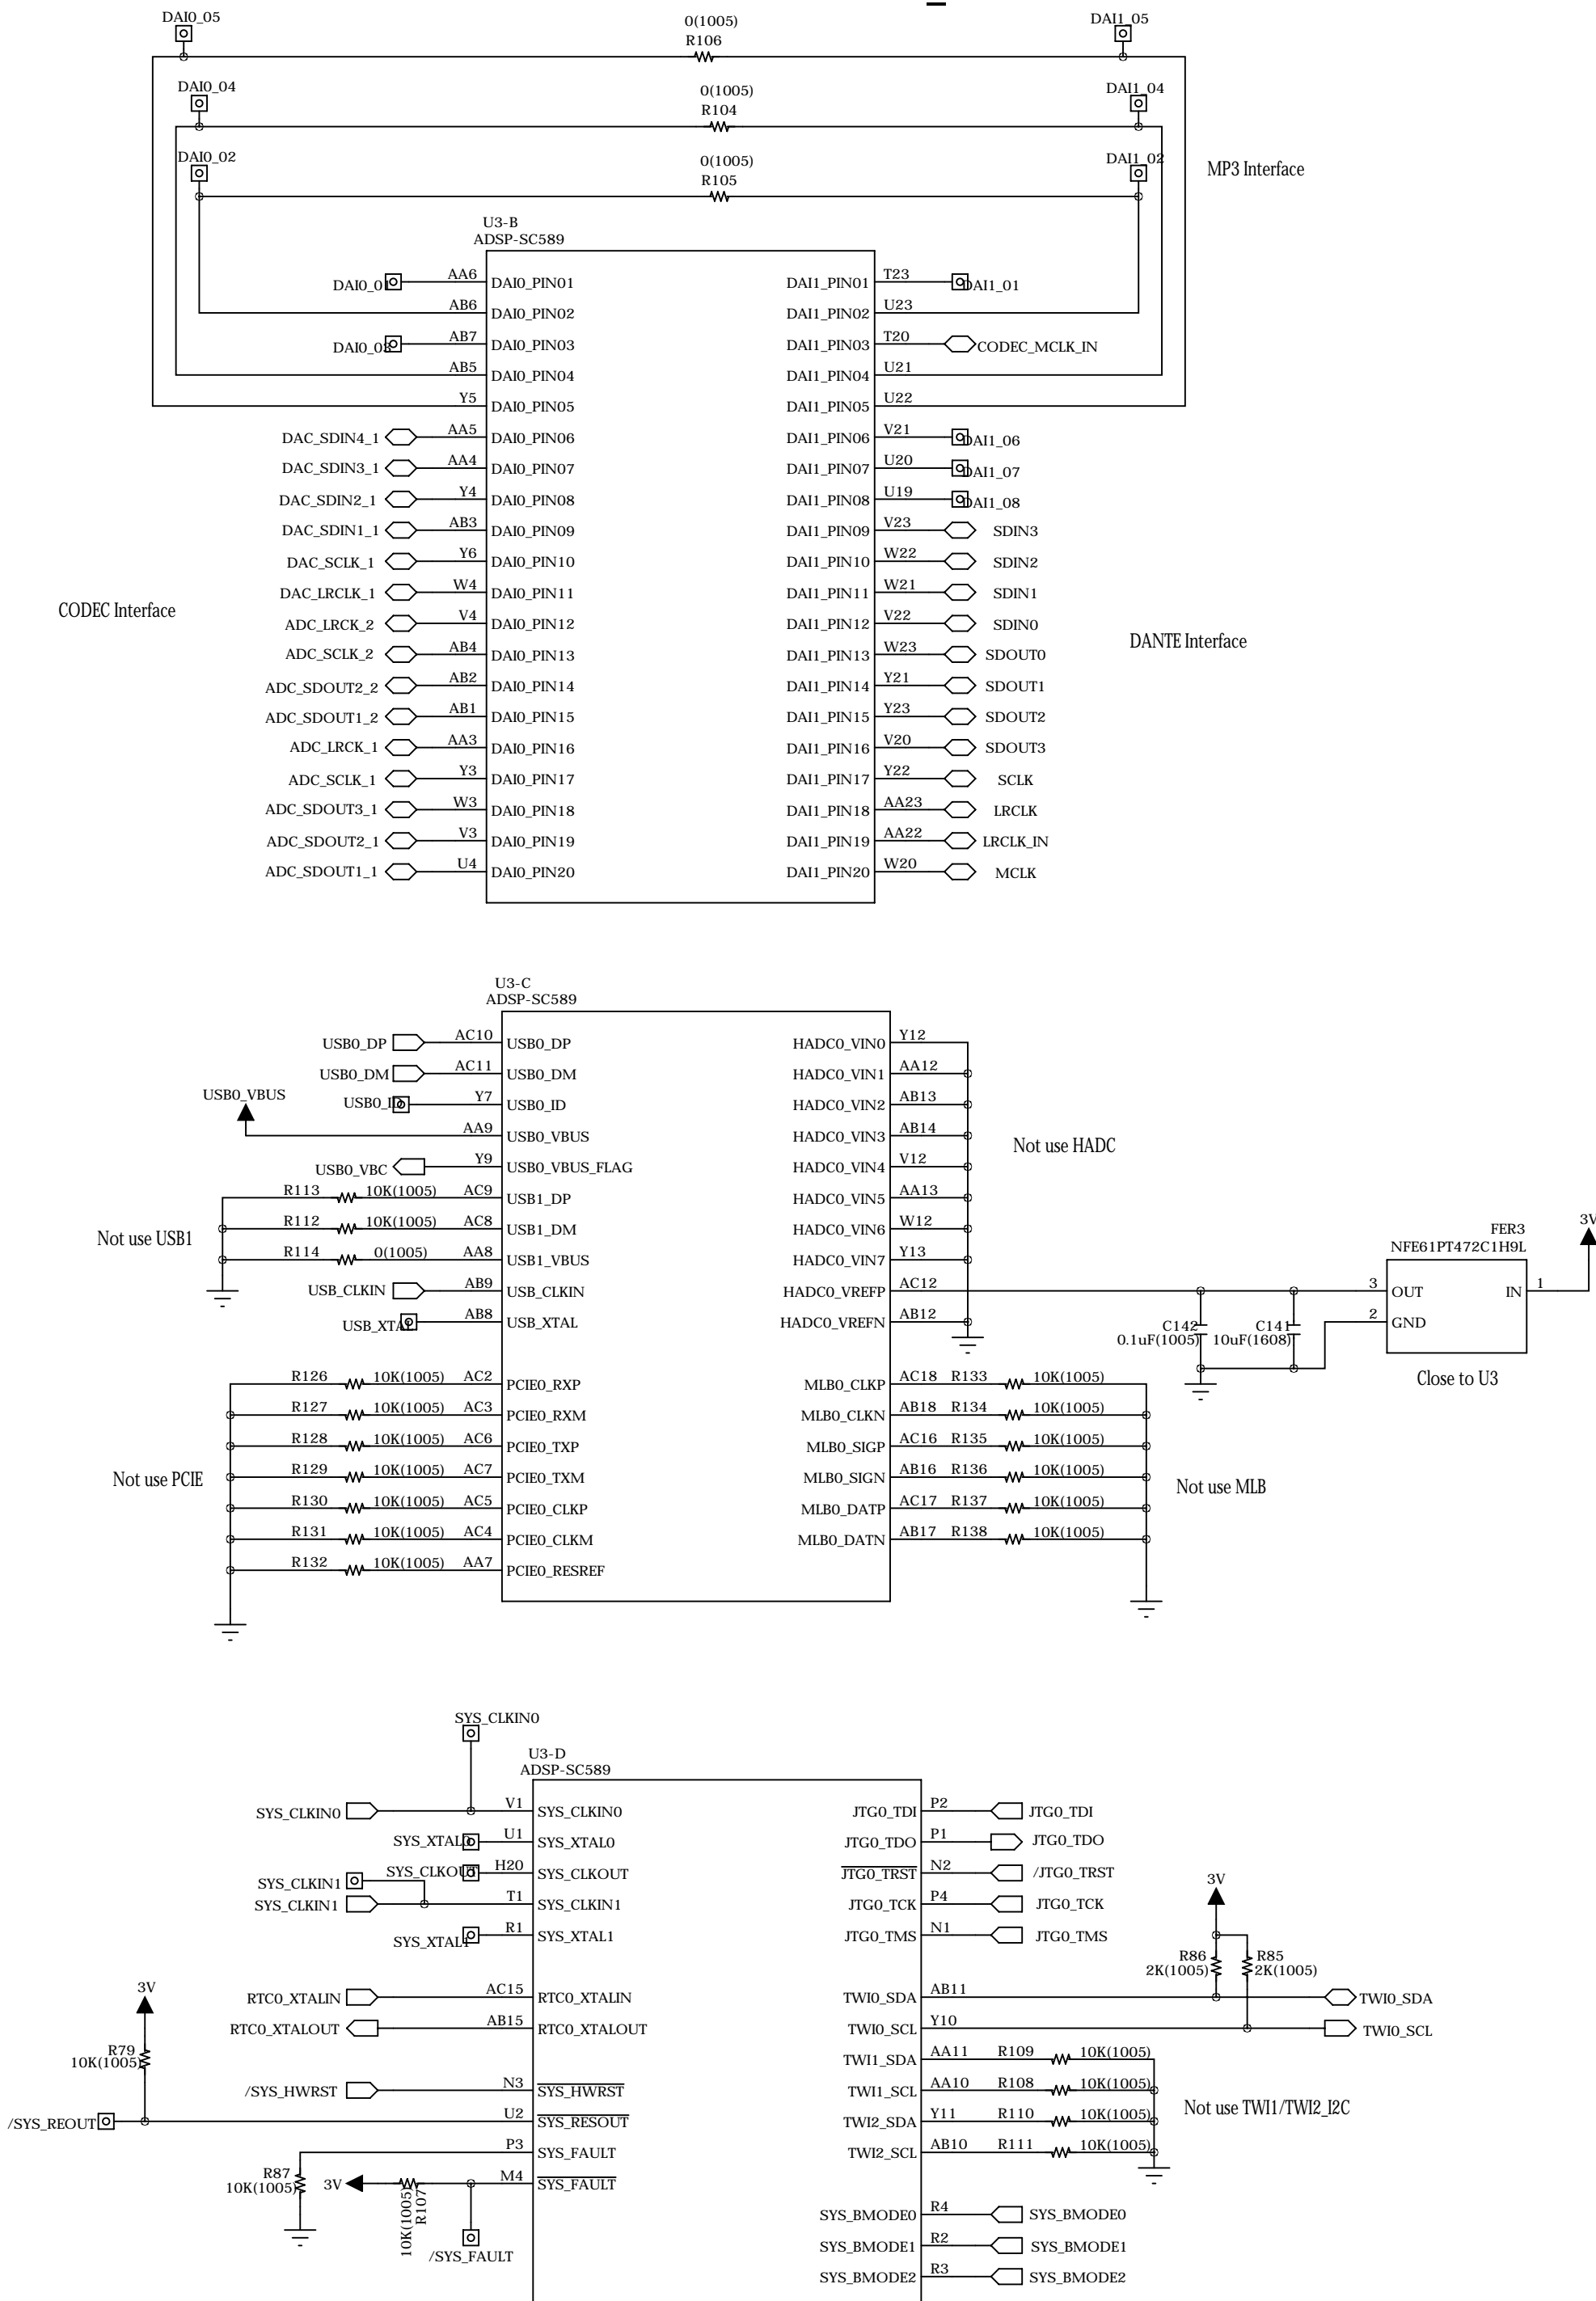 DAI0_05
0(1005)
R106
DAI1_05
DAI0_04
0(1005)
R104
DAI1_04
DAI0_02
0(1005)
R105
DAI1_02
MP3 Interface
U3-B
ADSP-SC589
DAI0_01 AA6 DAI0_PIN01 DAI1_PIN01 T23 DAI1_01
AB6 DAI0_PIN02 DAI1_PIN02 U23
DAI0_03 AB7 DAI0_PIN03 DAI1_PIN03 T20 CODEC_MCLK_IN
AB5 DAI0_PIN04 DAI1_PIN04 U21
Y5 DAI0_PIN05 DAI1_PIN05 U22
DAC_SDIN4_1 AA5 DAI0_PIN06 DAI1_PIN06 V21 DAI1_06
DAC_SDIN3_1 AA4 DAI0_PIN07 DAI1_PIN07 U20 DAI1_07
DAC_SDIN2_1 Y4 DAI0_PIN08 DAI1_PIN08 U19 DAI1_08
DAC_SDIN1_1 AB3 DAI0_PIN09 DAI1_PIN09 V23 SDIN3
DAC_SCLK_1 Y6 DAI0_PIN10 DAI1_PIN10 W22 SDIN2
DAC_LRCLK_1 W4 DAI0_PIN11 DAI1_PIN11 W21 SDIN1
CODEC Interface
ADC_LRCK_2 V4 DAI0_PIN12 DAI1_PIN12 V22 SDIN0
DANTE Interface
ADC_SCLK_2 AB4 DAI0_PIN13 DAI1_PIN13 W23 SDOUT0
ADC_SDOUT2_2 AB2 DAI0_PIN14 DAI1_PIN14 Y21 SDOUT1
ADC_SDOUT1_2 AB1 DAI0_PIN15 DAI1_PIN15 Y23 SDOUT2
ADC_LRCK_1 AA3 DAI0_PIN16 DAI1_PIN16 V20 SDOUT3
ADC_SCLK_1 Y3 DAI0_PIN17 DAI1_PIN17 Y22 SCLK
ADC_SDOUT3_1 W3 DAI0_PIN18 DAI1_PIN18 AA23 LRCLK
ADC_SDOUT2_1 V3 DAI0_PIN19 DAI1_PIN19 AA22 LRCLK_IN
ADC_SDOUT1_1 U4 DAI0_PIN20 DAI1_PIN20 W20 MCLK
U3-C
ADSP-SC589
USB0_DP AC10 USB0_DP HADC0_VIN0 Y12
USB0_DM AC11 USB0_DM HADC0_VIN1 AA12
USB0_VBUS
USB0_ID Y7 USB0_ID HADC0_VIN2 AB13
AA9 USB0_VBUS HADC0_VIN3 AB14
Not use HADC
USB0_VBC Y9 USB0_VBUS_FLAG HADC0_VIN4 V12
R113 10K(1005) AC9 USB1_DP HADC0_VIN5 AA13
R112 10K(1005) AC8 USB1_DM HADC0_VIN6 W12
Not use USB1
R114 0(1005) AA8 USB1_VBUS HADC0_VIN7 Y13
USB_CLKIN AB9 USB_CLKIN HADC0_VREFP AC12
USB_XTAL AB8 USB_XTAL HADC0_VREFN AB12
FER3
NFE61PT472C1H9L
3V
3 OUT IN 1
2 GND
C142
0.1uF(1005)
C141
10uF(1608)
Close to U3
R126 10K(1005) AC2 PCIE0_RXP MLB0_CLKP AC18 R133 10K(1005)
R127 10K(1005) AC3 PCIE0_RXM MLB0_CLKN AB18 R134 10K(1005)
R128 10K(1005) AC6 PCIE0_TXP MLB0_SIGP AC16 R135 10K(1005)
R129 10K(1005) AC7 PCIE0_TXM MLB0_SIGN AB16 R136 10K(1005)
Not use PCIE
Not use MLB
R130 10K(1005) AC5 PCIE0_CLKP MLB0_DATP AC17 R137 10K(1005)
R131 10K(1005) AC4 PCIE0_CLKM MLB0_DATN AB17 R138 10K(1005)
R132 10K(1005) AA7 PCIE0_RESREF
SYS_CLKIN0
U3-D
ADSP-SC589
SYS_CLKIN0 V1 SYS_CLKIN0 JTG0_TDI P2 JTG0_TDI
SYS_XTAL0 U1 SYS_XTAL0 JTG0_TDO P1 JTG0_TDO
SYS_CLKOUT H20 SYS_CLKOUT JTG0_TRST N2 /JTG0_TRST
SYS_CLKIN1
SYS_CLKIN1 T1 SYS_CLKIN1 JTG0_TCK P4 JTG0_TCK
SYS_XTAL1 R1 SYS_XTAL1 JTG0_TMS N1 JTG0_TMS
3V
R86
2K(1005)
R85
2K(1005)
RTC0_XTALIN AC15 RTC0_XTALIN TWI0_SDA AB11 TWI0_SDA
RTC0_XTALOUT AB15 RTC0_XTALOUT TWI0_SCL Y10 TWI0_SCL
3V
R79
10K(1005)
TWI1_SDA AA11 R109 10K(1005)
/SYS_HWRST N3 SYS_HWRST TWI1_SCL AA10 R108 10K(1005)
Not use TWI1/TWI2_I2C
/SYS_REOUT U2 SYS_RESOUT TWI2_SDA Y11 R110 10K(1005)
P3 SYS_FAULT TWI2_SCL AB10 R111 10K(1005)
R87
10K(1005)
3V
10K(1005)
R107
M4 SYS_FAULT
/SYS_FAULT
SYS_BMODE0 R4 SYS_BMODE0
SYS_BMODE1 R2 SYS_BMODE1
SYS_BMODE2 R3 SYS_BMODE2